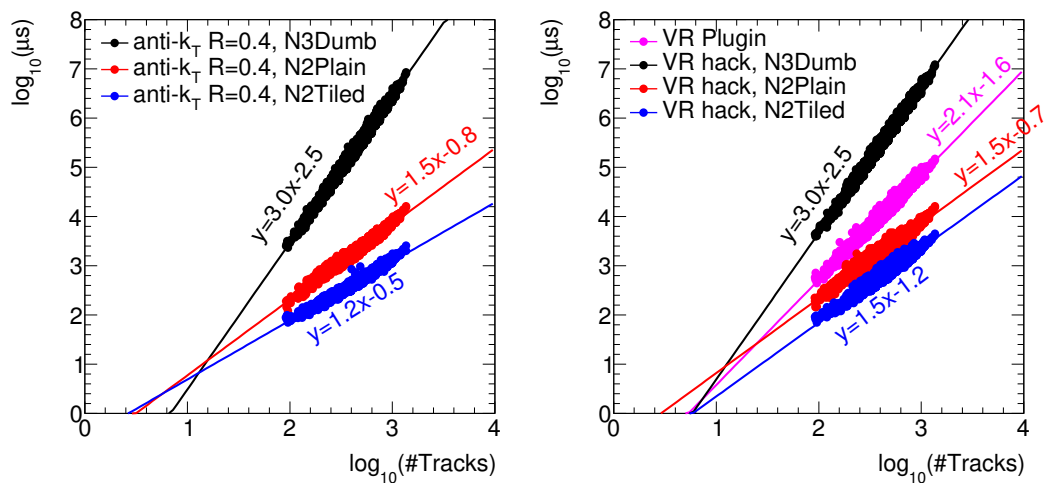 log10(μs)
8
7
6
5
4
3
2
1
0
anti-kT R=0.4, N3Dumb
anti-kT R=0.4, N2Plain
anti-kT R=0.4, N2Tiled
y=3.0x-2.5
y=1.5x-0.8
y=1.2x-0.5
0 1 2 3 4
log10(#Tracks)
log10(μs)
8
7
6
5
4
3
2
1
0
VR Plugin
VR hack, N3Dumb
VR hack, N2Plain
VR hack, N2Tiled
y=3.0x-2.5
y=2.1x-1.6
y=1.5x-0.7
y=1.5x-1.2
0 1 2 3 4
log10(#Tracks)